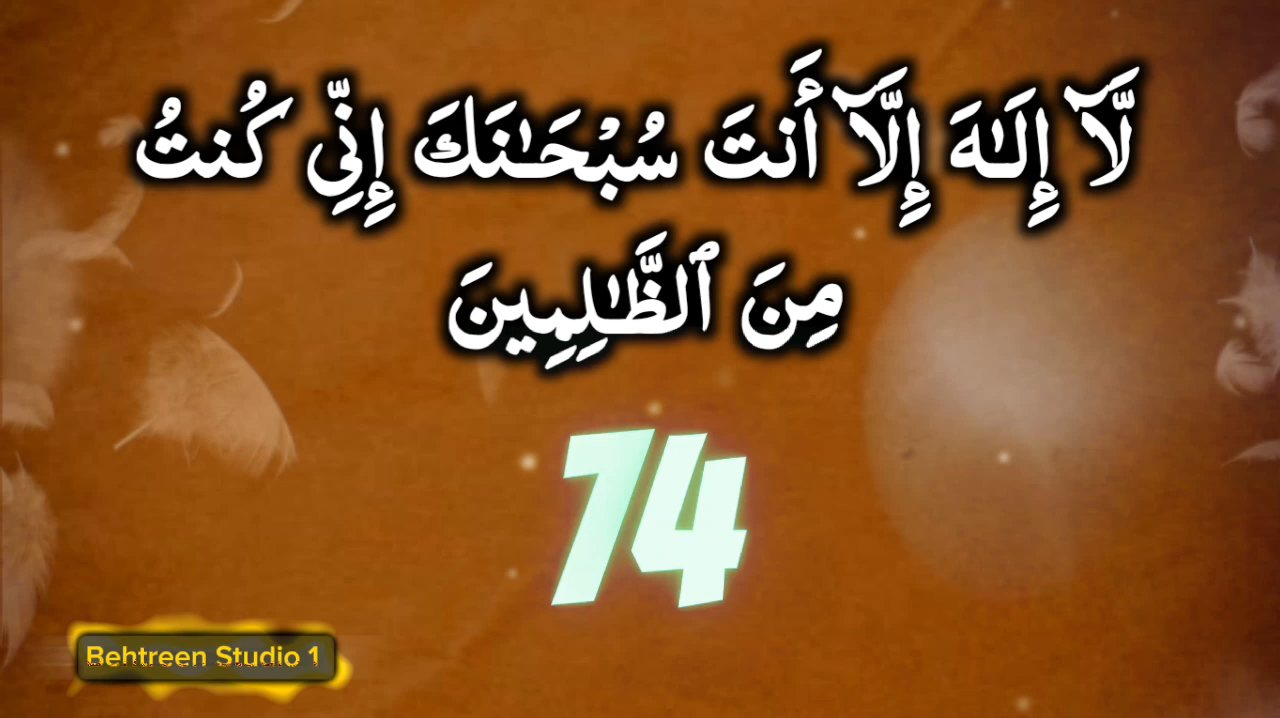 لَّآ إِلَـٰهَ إِلَّآ أَنتَ سُبْحَـٰنَكَ إِنِّى كُنتُ
مِنَ ٱلظَّـٰلِمِينَ
74
Behtreen Studio 1